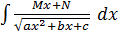 ∫ (Mx+N)/√(ax²+bx+c) dx